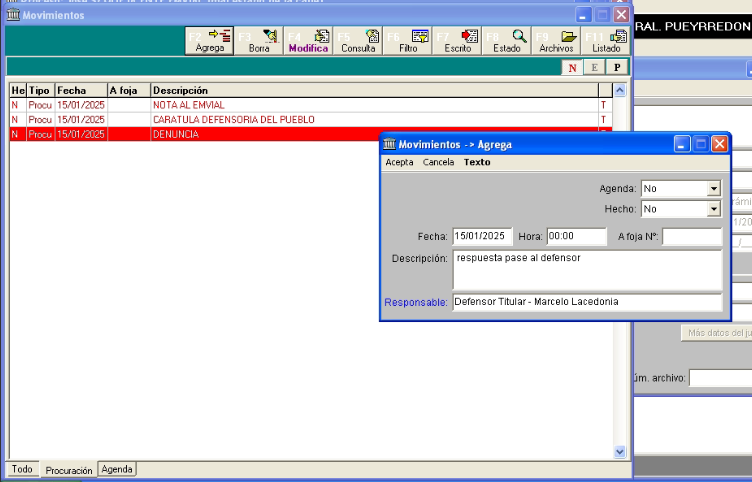 Movimientos
F2 Agrega F3 Borra F4 Modifica F5 Consulta F6 Filtro F7 Escrito F8 Estado F9 Archivos F11 Listado
RAL. PUEYRREDON
N E P
He Tipo Fecha A foja Descripción
N Procu 15/01/2025 NOTA AL EMVIAL T
N Procu 15/01/2025 CARATULA DEFENSORIA DEL PUEBLO T
N Procu 15/01/2025 DENUNCIA
Movimientos -> Agrega
Acepta Cancela Texto
Agenda: No
Hecho: No
Fecha: 15/01/2025 Hora: 00:00 A foja Nº:
Descripción: respuesta pase al defensor
Responsable: Defensor Titular - Marcelo Lacedonia
Más datos del ju
úm. archivo:
Todo Procuración Agenda